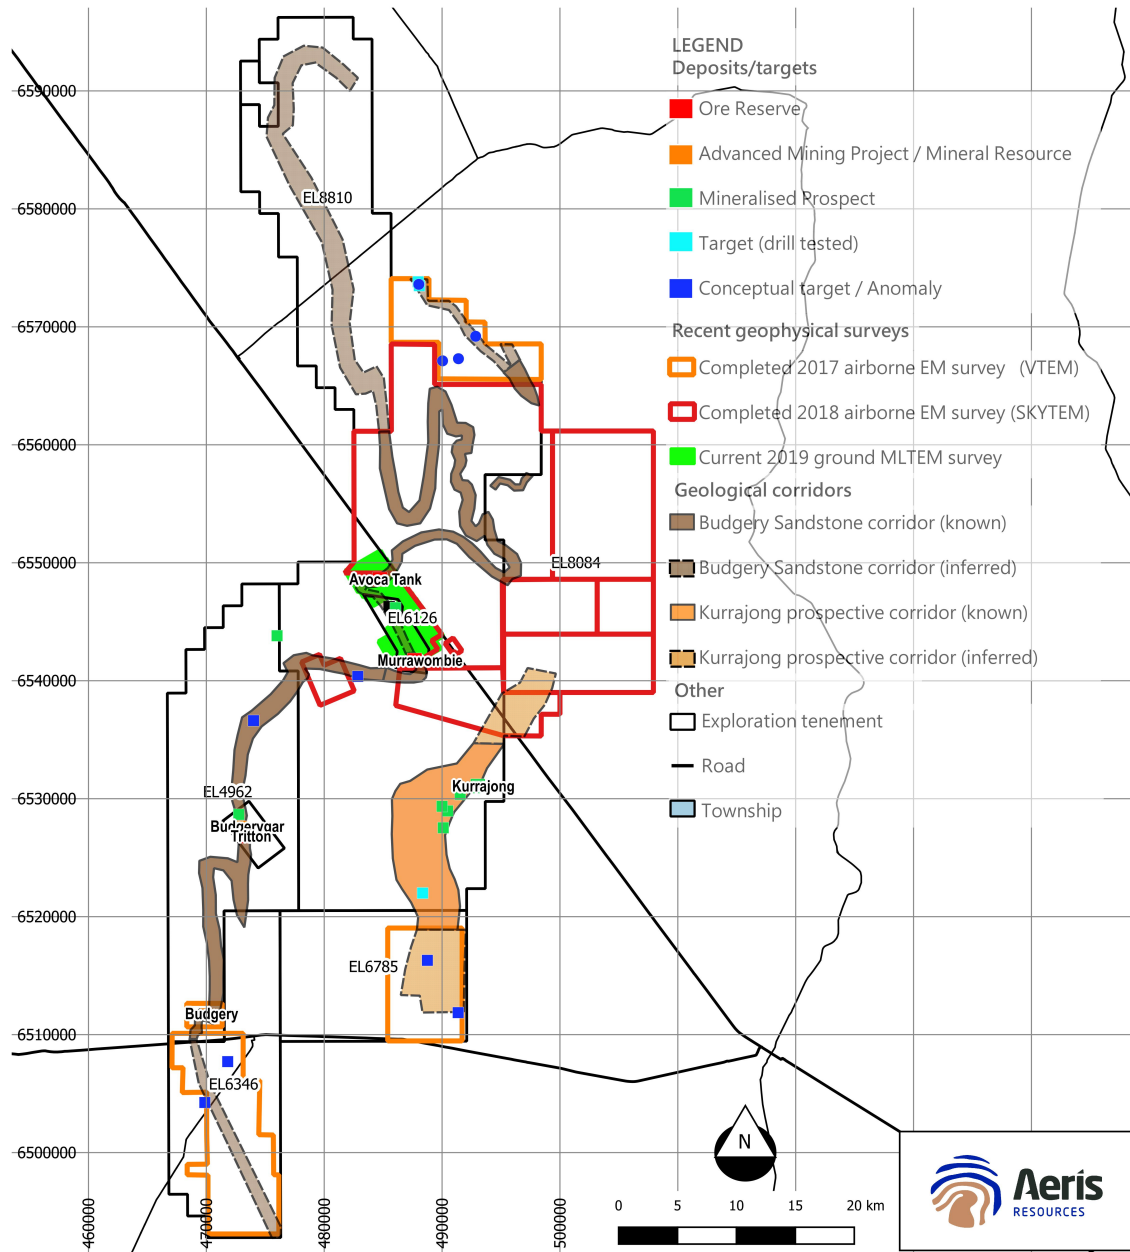 LEGEND
Deposits/targets
Ore Reserve
Advanced Mining Project / Mineral Resource
Mineralised Prospect
Target (drill tested)
Conceptual target / Anomaly
Recent geophysical surveys
Completed 2017 airborne EM survey (VTEM)
Completed 2018 airborne EM survey (SKYTEM)
Current 2019 ground MLTEM survey
Geological corridors
Budgery Sandstone corridor (known)
Budgery Sandstone corridor (inferred)
Kurrajong prospective corridor (known)
Kurrajong prospective corridor (inferred)
Other
Exploration tenement
Road
Township
6590000
6580000
EL8810
6570000
6560000
6550000
EL8084
Avoca Tank
EL6126
Murrawombie
6540000
6530000
EL4962
Kurrajong
Budgerygar
Tritton
6520000
EL6785
Budgery
6510000
EL6346
6500000
460000
470000
480000
490000
500000
N
0 5 10 15 20 km
Aeris
RESOURCES